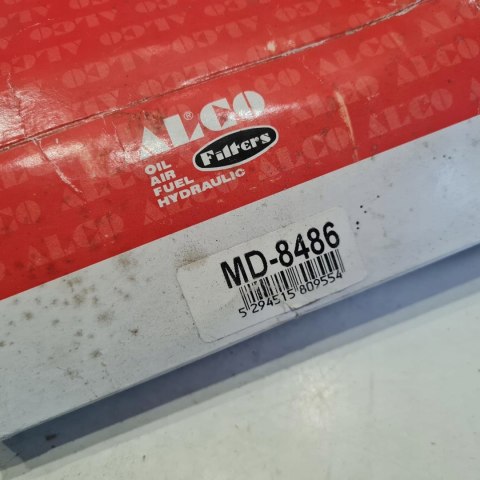 ALCO
OIL
AIR
FUEL
HYDRAULIC
Filters
MD-8486
5 294515 809554